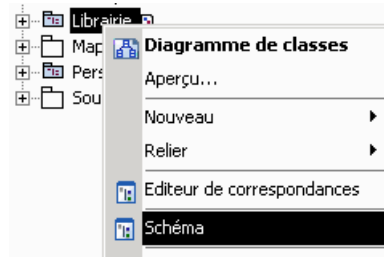 Librairie
Diagramme de classes
Map
Aperçu...
Pers
Sou
Nouveau
Relier
Editeur de correspondances
Schéma